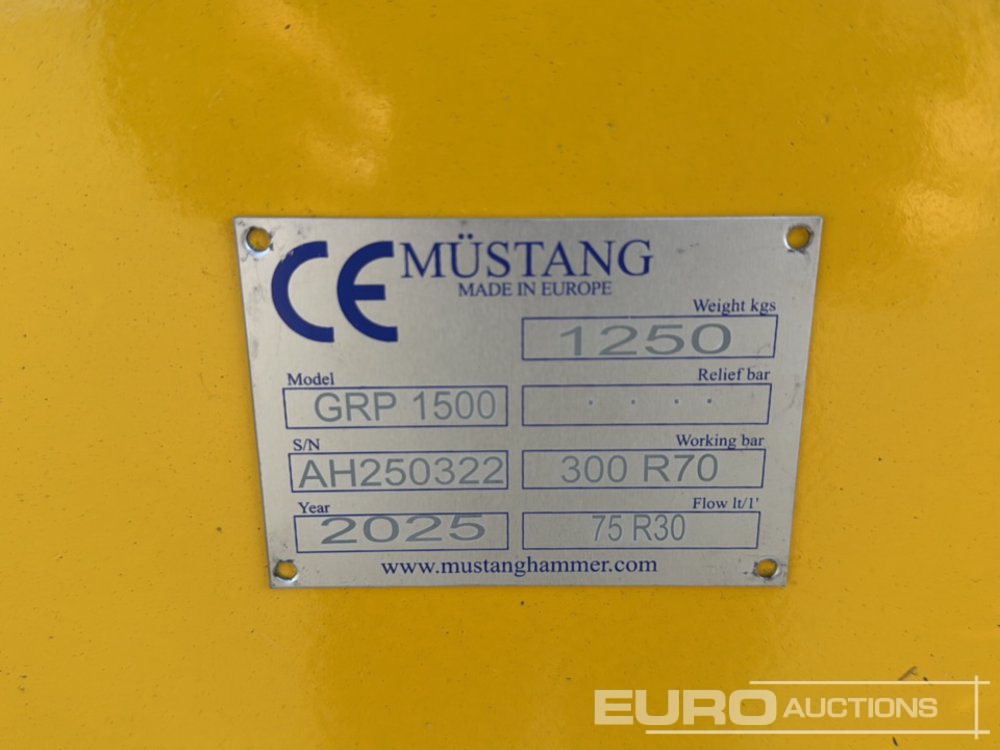 CE MÜSTANG
MADE IN EUROPE
Weight kgs
1250
Model
GRP 1500
Relief bar
. . . .
S/N
AH250322
Working bar
300 R70
Year
2025
Flow lt/1'
75 R30
www.mustanghammer.com
EURO AUCTIONS